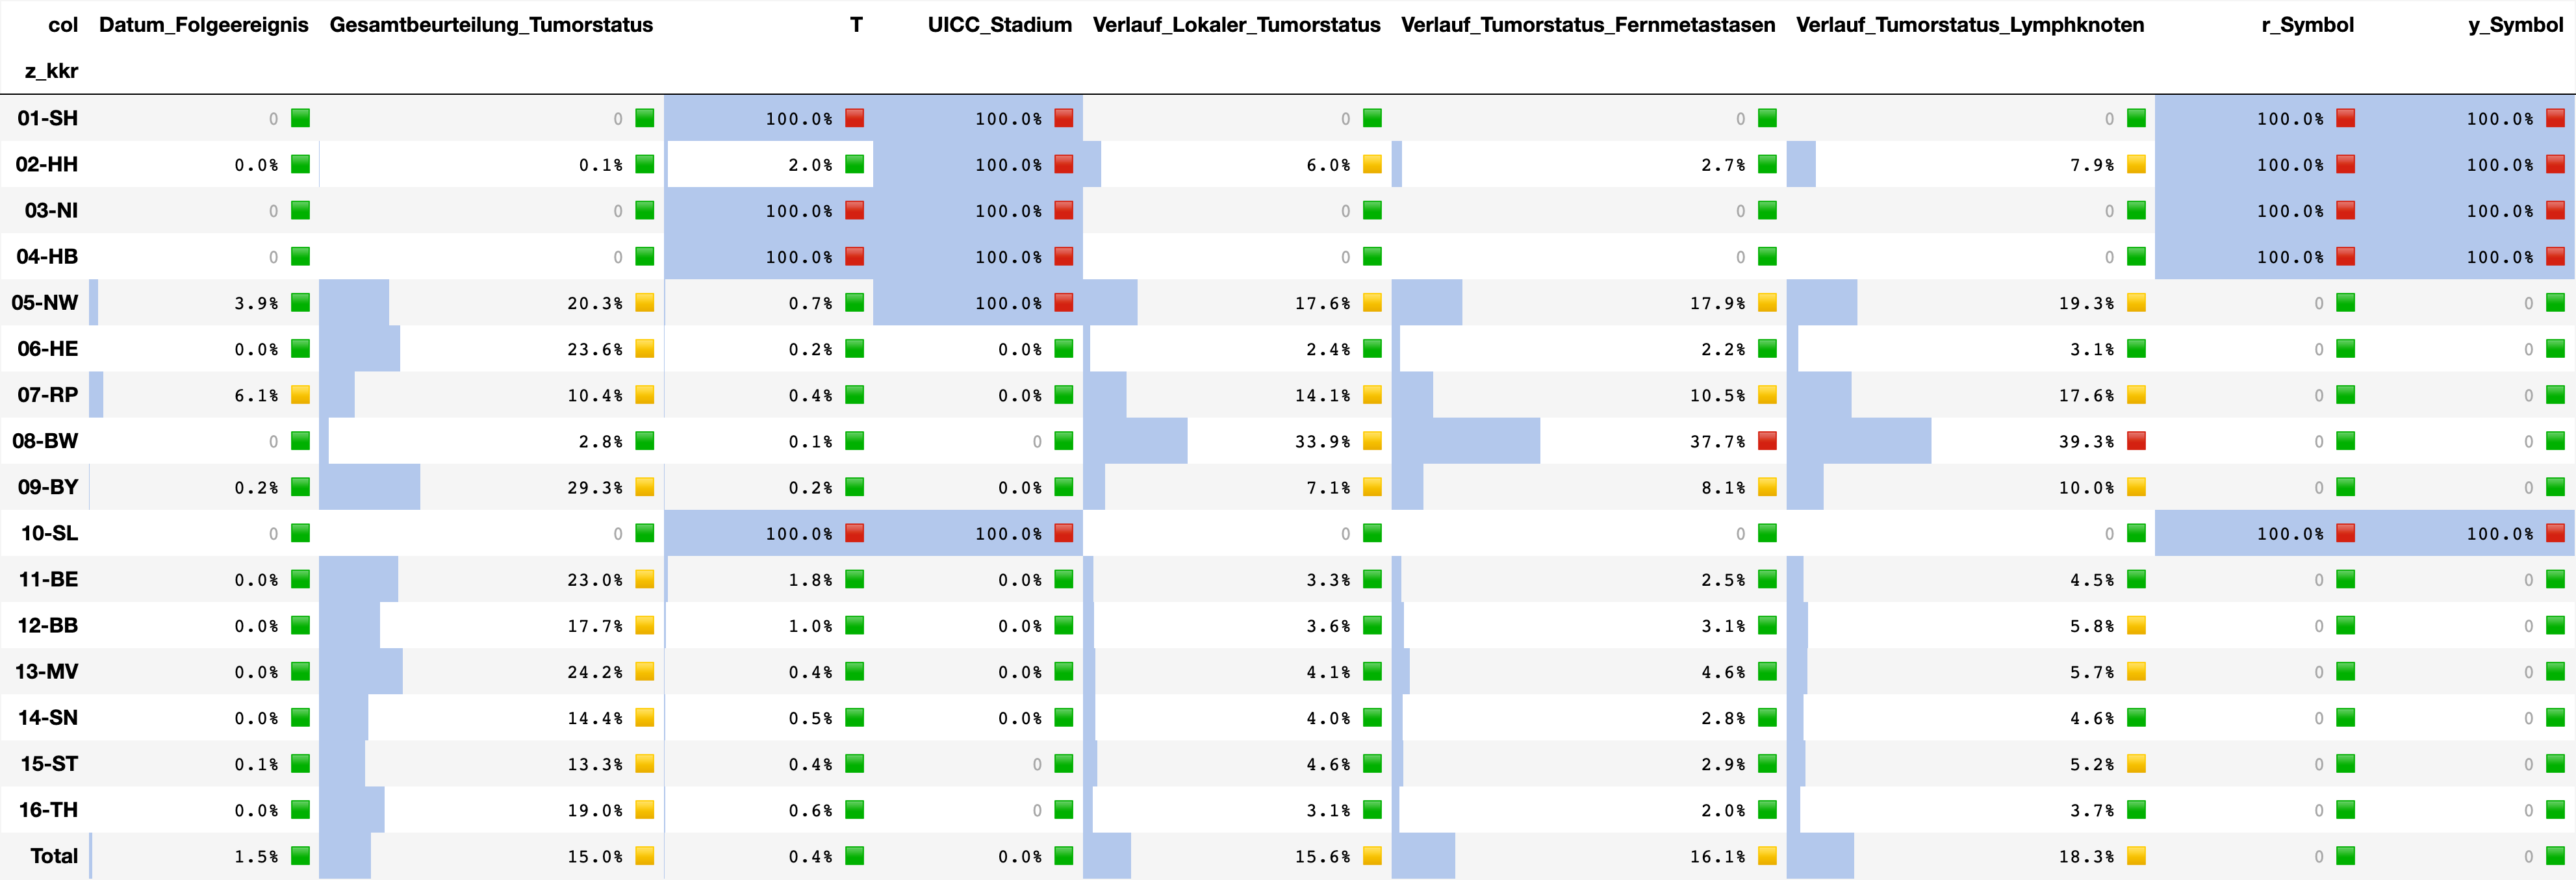 col Datum_Folgeereignis Gesamtbeurteilung_Tumorstatus T UICC_Stadium Verlauf_Lokaler_Tumorstatus Verlauf_Tumorstatus_Fernmetastasen Verlauf_Tumorstatus_Lymphknoten r_Symbol y_Symbol
z_kkr
01-SH 0 0 100.0% 100.0% 0 0 0 100.0% 100.0%
02-HH 0.0% 0.1% 2.0% 100.0% 6.0% 2.7% 7.9% 100.0% 100.0%
03-NI 0 0 100.0% 100.0% 0 0 0 100.0% 100.0%
04-HB 0 0 100.0% 100.0% 0 0 0 100.0% 100.0%
05-NW 3.9% 20.3% 0.7% 100.0% 17.6% 17.9% 19.3% 0 0
06-HE 0.0% 23.6% 0.2% 0.0% 2.4% 2.2% 3.1% 0 0
07-RP 6.1% 10.4% 0.4% 0.0% 14.1% 10.5% 17.6% 0 0
08-BW 0 2.8% 0.1% 0 33.9% 37.7% 39.3% 0 0
09-BY 0.2% 29.3% 0.2% 0.0% 7.1% 8.1% 10.0% 0 0
10-SL 0 0 100.0% 100.0% 0 0 0 100.0% 100.0%
11-BE 0.0% 23.0% 1.8% 0.0% 3.3% 2.5% 4.5% 0 0
12-BB 0.0% 17.7% 1.0% 0.0% 3.6% 3.1% 5.8% 0 0
13-MV 0.0% 24.2% 0.4% 0.0% 4.1% 4.6% 5.7% 0 0
14-SN 0.0% 14.4% 0.5% 0.0% 4.0% 2.8% 4.6% 0 0
15-ST 0.1% 13.3% 0.4% 0 4.6% 2.9% 5.2% 0 0
16-TH 0.0% 19.0% 0.6% 0 3.1% 2.0% 3.7% 0 0
Total 1.5% 15.0% 0.4% 0.0% 15.6% 16.1% 18.3% 0 0